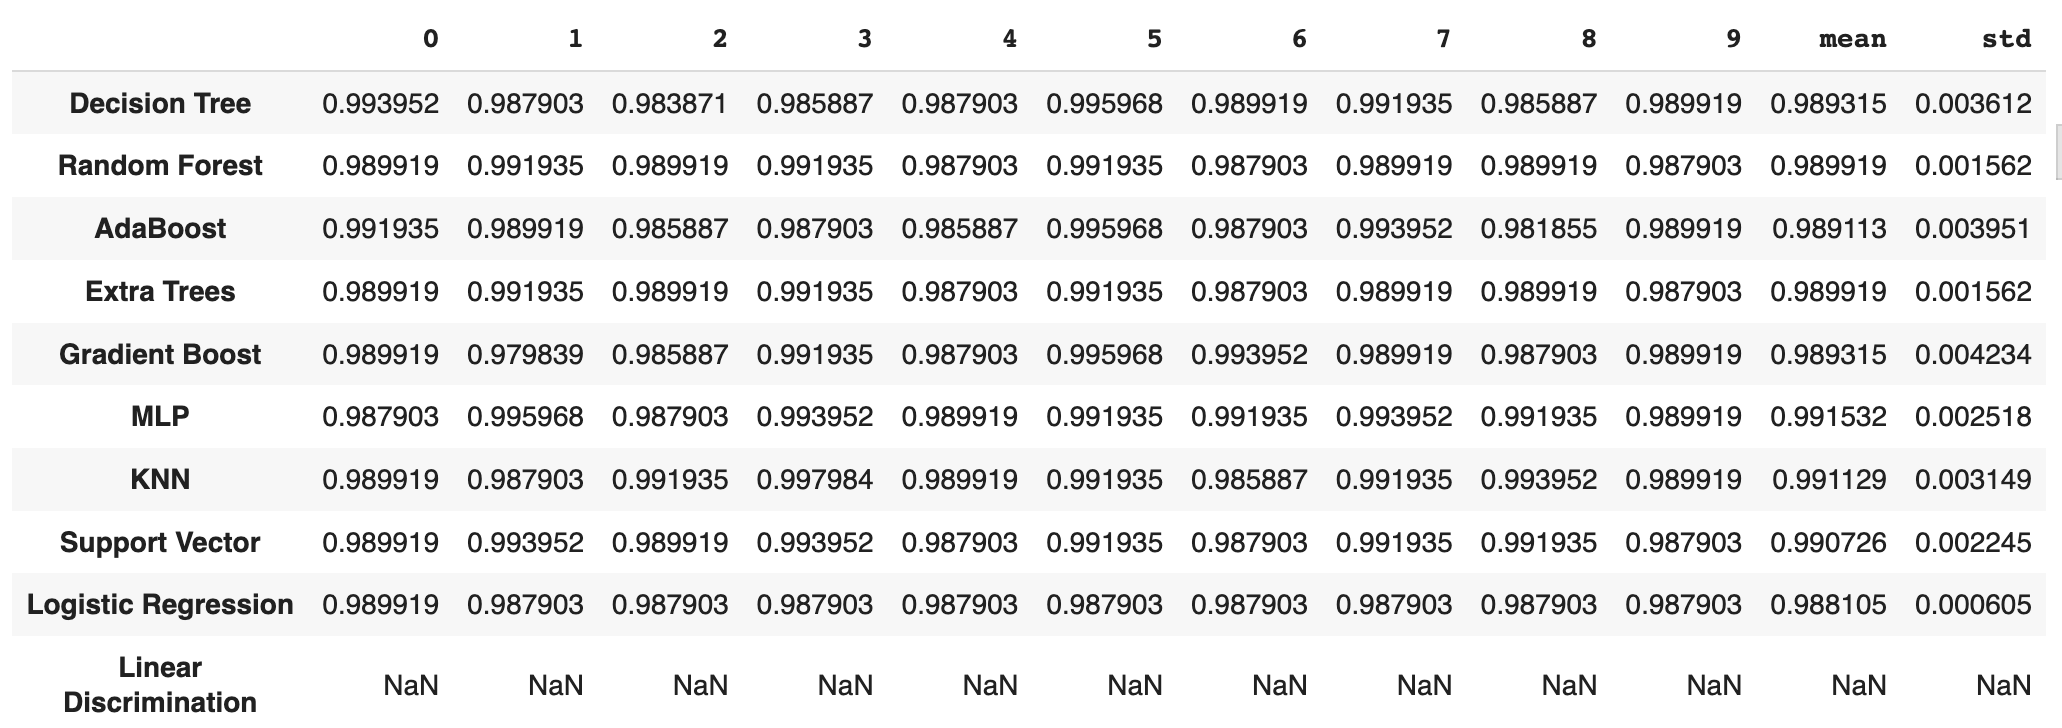 0 1 2 3 4 5 6 7 8 9 mean std
Decision Tree 0.993952 0.987903 0.983871 0.985887 0.987903 0.995968 0.989919 0.991935 0.985887 0.989919 0.989315 0.003612
Random Forest 0.989919 0.991935 0.989919 0.991935 0.987903 0.991935 0.987903 0.989919 0.989919 0.987903 0.989919 0.001562
AdaBoost 0.991935 0.989919 0.985887 0.987903 0.985887 0.995968 0.987903 0.993952 0.981855 0.989919 0.989113 0.003951
Extra Trees 0.989919 0.991935 0.989919 0.991935 0.987903 0.991935 0.987903 0.989919 0.989919 0.987903 0.989919 0.001562
Gradient Boost 0.989919 0.979839 0.985887 0.991935 0.987903 0.995968 0.993952 0.989919 0.987903 0.989919 0.989315 0.004234
MLP 0.987903 0.995968 0.987903 0.993952 0.989919 0.991935 0.991935 0.993952 0.991935 0.989919 0.991532 0.002518
KNN 0.989919 0.987903 0.991935 0.997984 0.989919 0.991935 0.985887 0.991935 0.993952 0.989919 0.991129 0.003149
Support Vector 0.989919 0.993952 0.989919 0.993952 0.987903 0.991935 0.987903 0.991935 0.991935 0.987903 0.990726 0.002245
Logistic Regression 0.989919 0.987903 0.987903 0.987903 0.987903 0.987903 0.987903 0.987903 0.987903 0.987903 0.988105 0.000605
Linear
Discrimination NaN NaN NaN NaN NaN NaN NaN NaN NaN NaN NaN NaN